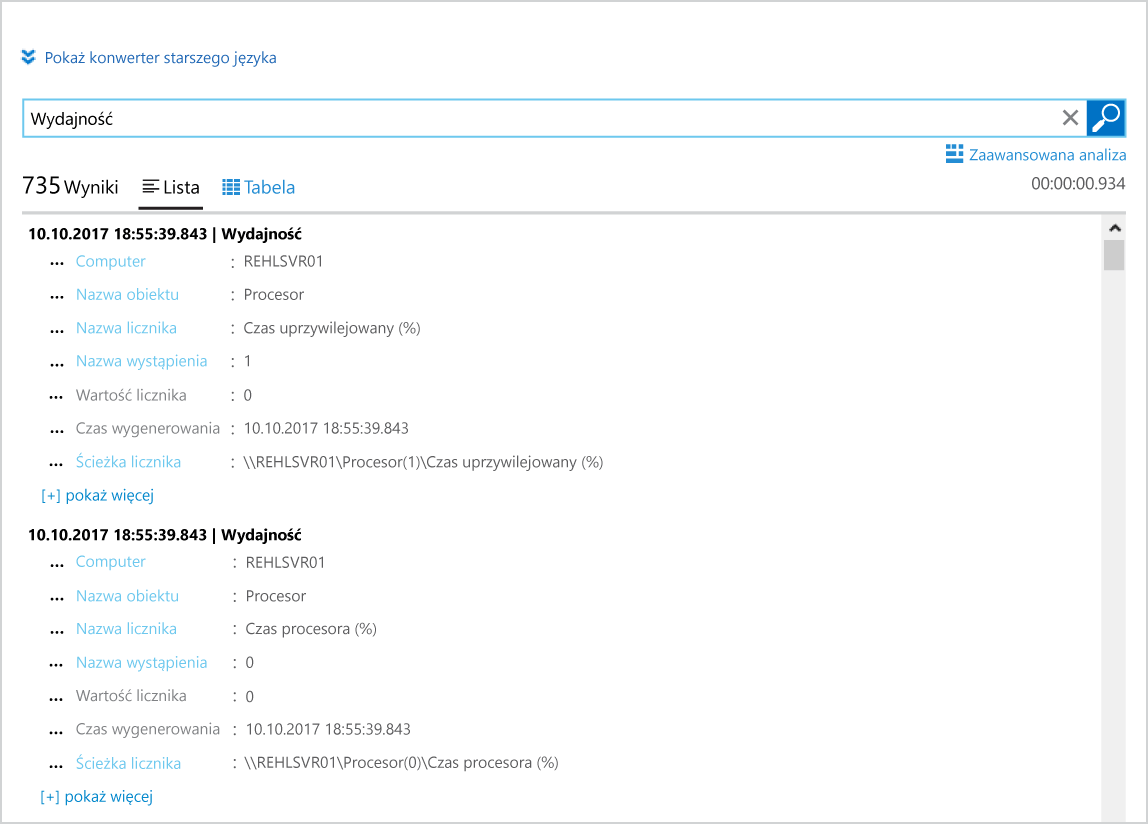 Pokaż konwerter starszego języka
Wydajność
Zaawansowana analiza
735 Wyniki Lista Tabela 00:00:00.934
10.10.2017 18:55:39.843 | Wydajność
... Computer : REHLSVR01
... Nazwa obiektu : Procesor
... Nazwa licznika : Czas uprzywilejowany (%)
... Nazwa wystąpienia : 1
... Wartość licznika : 0
... Czas wygenerowania : 10.10.2017 18:55:39.843
... Ścieżka licznika : \\REHLSVR01\Procesor(1)\Czas uprzywilejowany (%)
[+] pokaż więcej
10.10.2017 18:55:39.843 | Wydajność
... Computer : REHLSVR01
... Nazwa obiektu : Procesor
... Nazwa licznika : Czas procesora (%)
... Nazwa wystąpienia : 0
... Wartość licznika : 0
... Czas wygenerowania : 10.10.2017 18:55:39.843
... Ścieżka licznika : \\REHLSVR01\Procesor(0)\Czas procesora (%)
[+] pokaż więcej